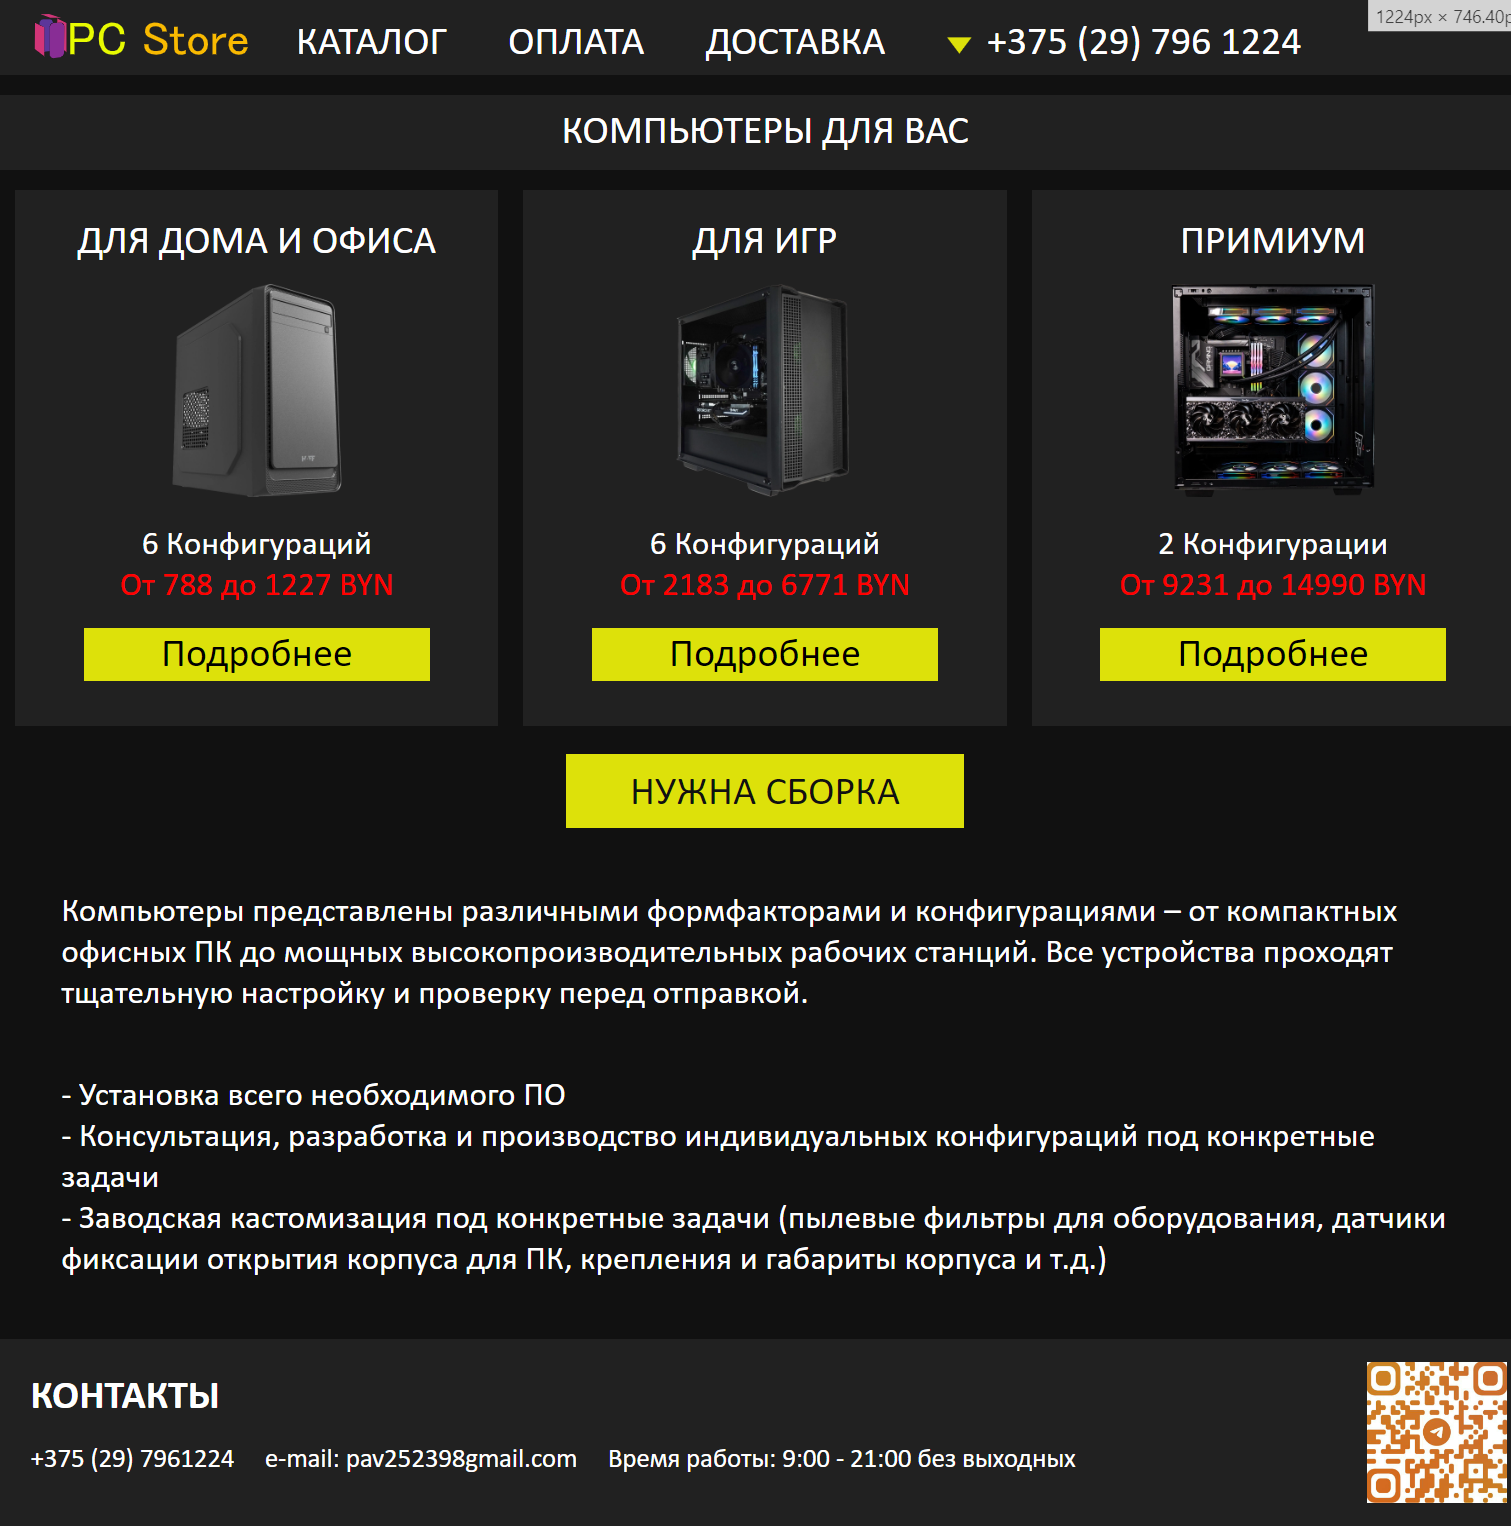 PC Store КАТАЛОГ ОПЛАТА ДОСТАВКА +375 (29) 796 1224
1224px × 746.40p
КОМПЬЮТЕРЫ ДЛЯ ВАС
ДЛЯ ДОМА И ОФИСА
6 Конфигураций
От 788 до 1227 BYN
Подробнее
ДЛЯ ИГР
6 Конфигураций
От 2183 до 6771 BYN
Подробнее
ПРИМИУМ
2 Конфигурации
От 9231 до 14990 BYN
Подробнее
НУЖНА СБОРКА
Компьютеры представлены различными формфакторами и конфигурациями – от компактных
офисных ПК до мощных высокопроизводительных рабочих станций. Все устройства проходят
тщательную настройку и проверку перед отправкой.
- Установка всего необходимого ПО
- Консультация, разработка и производство индивидуальных конфигураций под конкретные
задачи
- Заводская кастомизация под конкретные задачи (пылевые фильтры для оборудования, датчики
фиксации открытия корпуса для ПК, крепления и габариты корпуса и т.д.)
КОНТАКТЫ
+375 (29) 7961224 e-mail: pav252398gmail.com Время работы: 9:00 - 21:00 без выходных